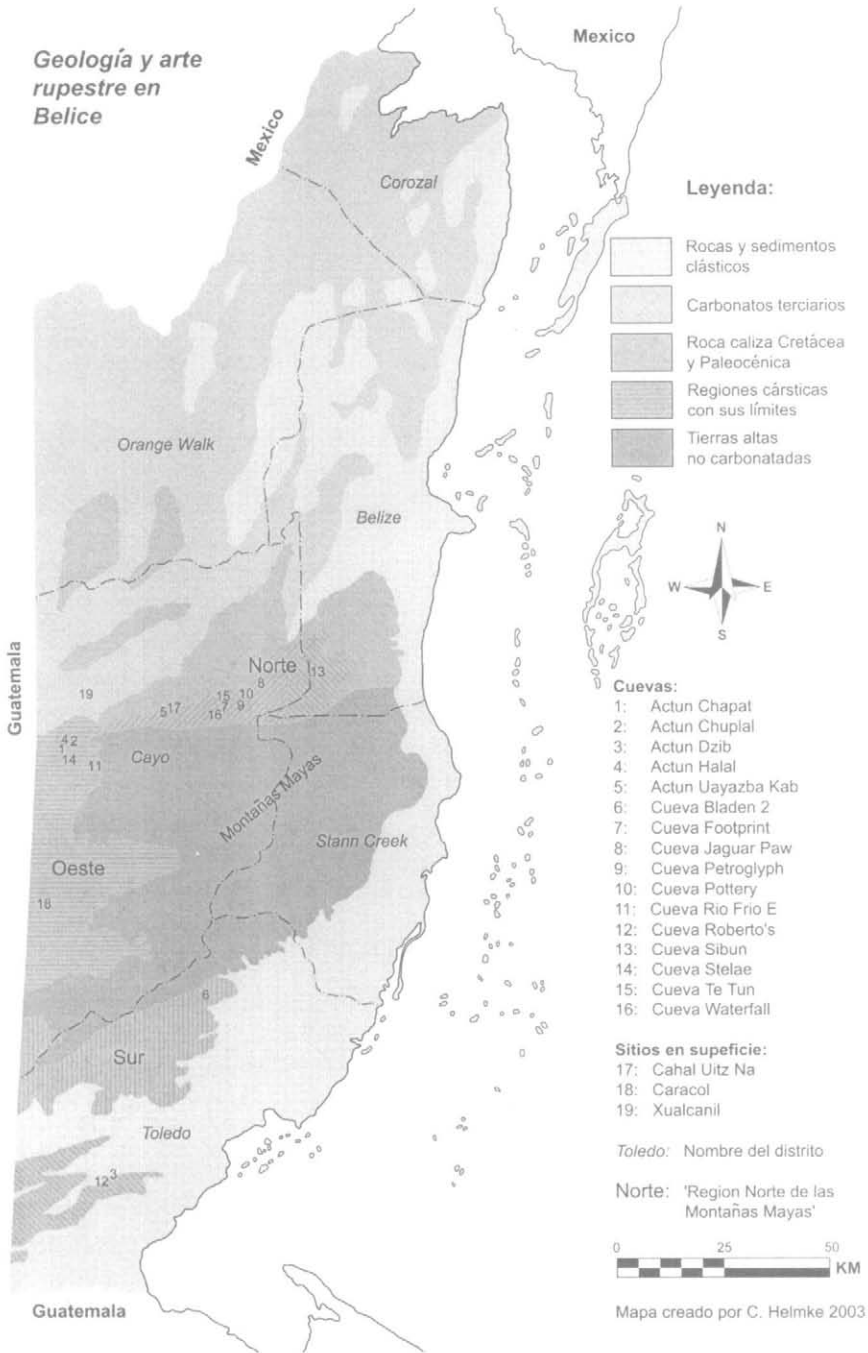 Geología y arte
rupestre en
Belice
Mexico
Mexico
Corozal
Orange Walk
Belize
Guatemala
Norte
13
8
19
15 10
5 17
7 9
16
4 2
1
14
11
Cayo
Montañas Mayas
Stann Creek
Oeste
18
6
Sur
Toledo
12 3
Guatemala
Leyenda:
Rocas y sedimentos
clásticos
Carbonatos terciarios
Roca caliza Cretácea
y Paleocénica
Regiones cársticas
con sus límites
Tierras altas
no carbonatadas
N
W E
S
Cuevas:
1: Actun Chapat
2: Actun Chuplal
3: Actun Dzib
4: Actun Halal
5: Actun Uayazba Kab
6: Cueva Bladen 2
7: Cueva Footprint
8: Cueva Jaguar Paw
9: Cueva Petroglyph
10: Cueva Pottery
11: Cueva Rio Frio E
12: Cueva Roberto's
13: Cueva Sibun
14: Cueva Stelae
15: Cueva Te Tun
16: Cueva Waterfall
Sitios en supeficie:
17: Cahal Uitz Na
18: Caracol
19: Xualcanil
Toledo: Nombre del distrito
Norte: 'Region Norte de las
Montañas Mayas'
0 25 50
KM
Mapa creado por C. Helmke 2003